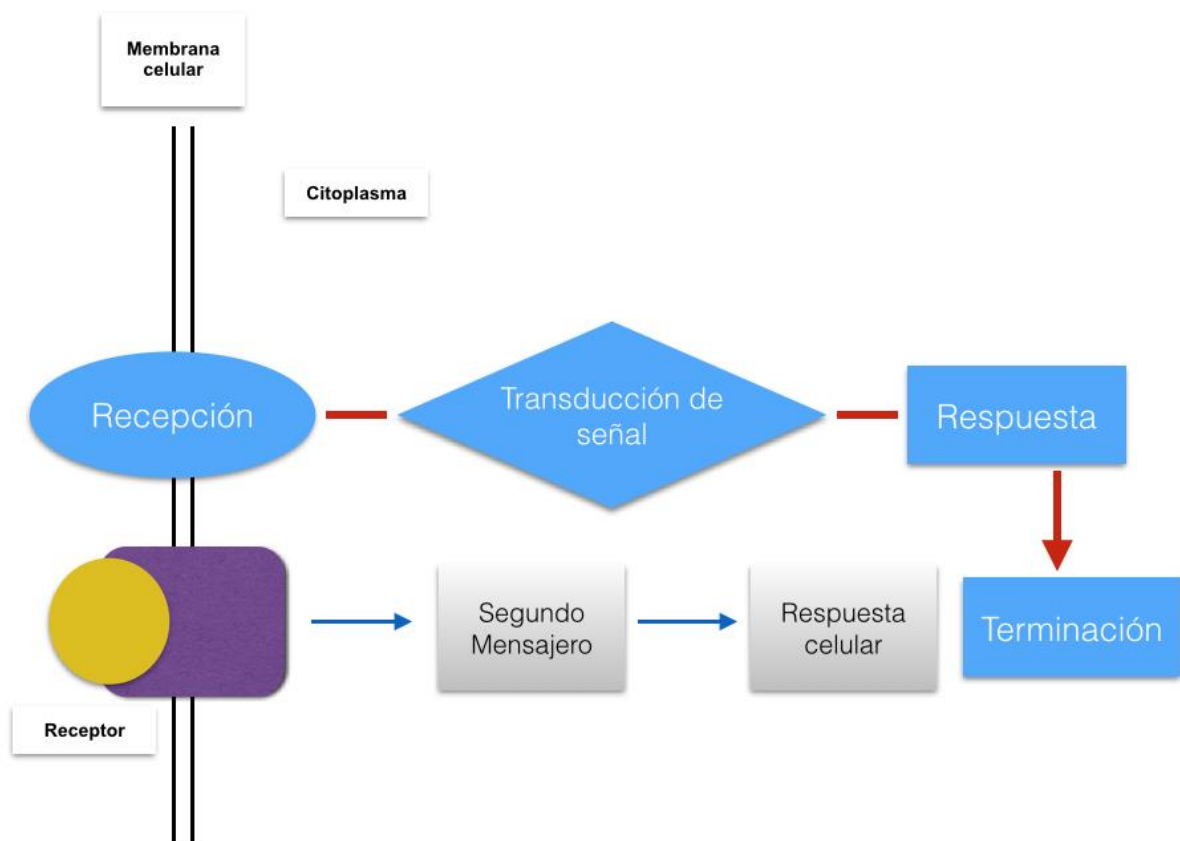 Membrana
celular
Citoplasma
Recepción
Transducción de
señal
Respuesta
Segundo
Mensajero
Respuesta
celular
Terminación
Receptor